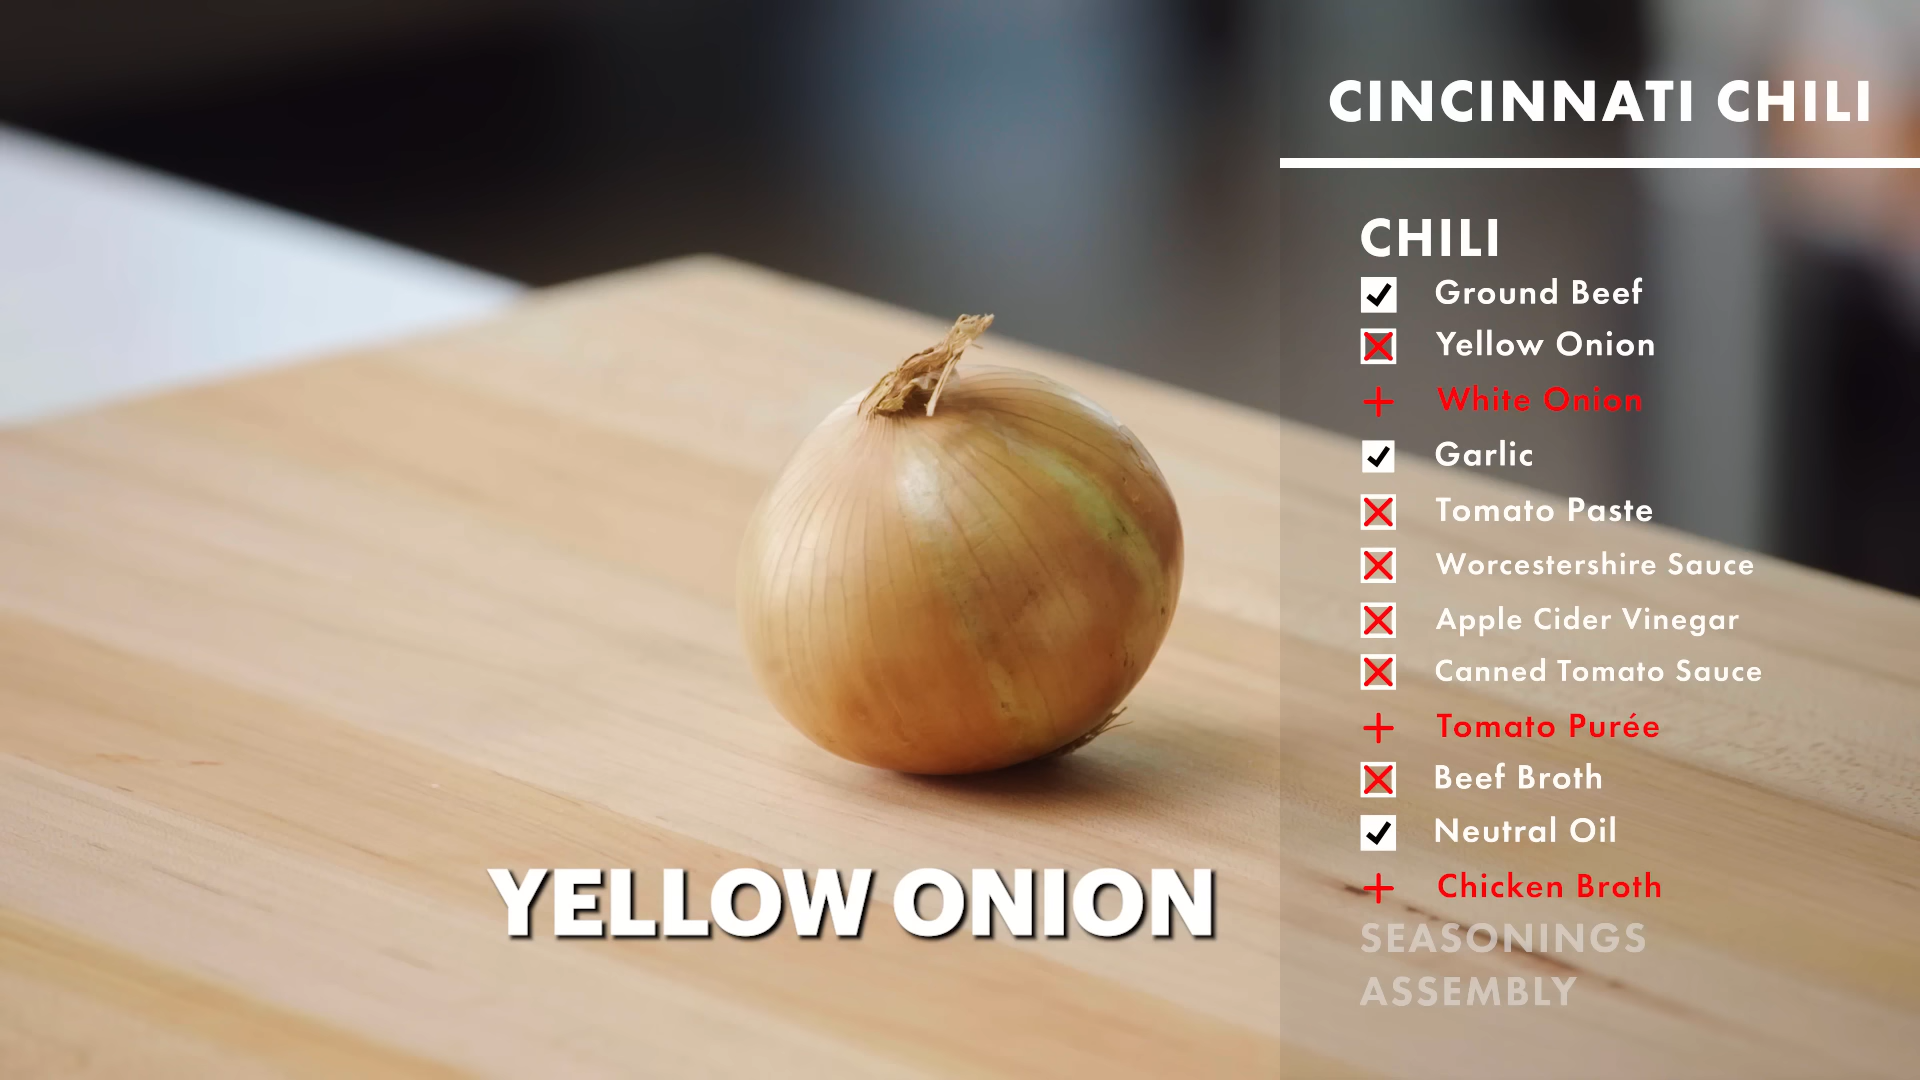 CINCINNATI CHILI
CHILI
Ground Beef
Yellow Onion
+ White Onion
Garlic
Tomato Paste
Worcestershire Sauce
Apple Cider Vinegar
Canned Tomato Sauce
+ Tomato Purée
Beef Broth
Neutral Oil
+ Chicken Broth
SEASONINGS
ASSEMBLY
YELLOW ONION